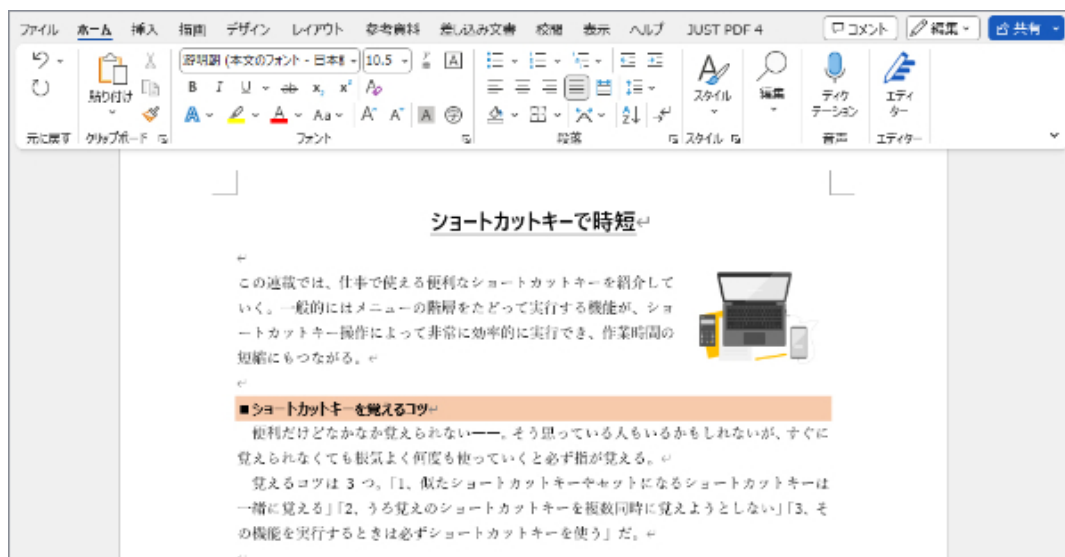 ファイル ホーム 挿入 描画 デザイン レイアウト 参考資料 差し込み文書 校閲 表示 ヘルプ JUST PDF 4 コメント 編集 共有
游明朝 (本文のフォント - 日本 10.5 A
B I U ab x₂ x² A
A A Aa A A A 字
貼り付け スタイル 編集 ディク
テーション エディ
ター
元に戻す クリップボード フォント 段落 スタイル 音声 エディター
ショートカットキーで時短
この連載では、仕事で使える便利なショートカットキーを紹介して
いく。一般的にはメニューの階層をたどって実行する機能が、ショ
ートカットキー操作によって非常に効率的に実行でき、作業時間の
短縮にもつながる。
■ショートカットキーを覚えるコツ
便利だけどなかなか覚えられない――。そう思っている人もいるかもしれないが、すぐに
覚えられなくても根気よく何度も使っていくと必ず指が覚える。
覚えるコツは 3 つ。「1、似たショートカットキーやセットになるショートカットキーは
一緒に覚える」「2、うろ覚えのショートカットキーを複数同時に覚えようとしない」「3、そ
の機能を実行するときは必ずショートカットキーを使う」だ。